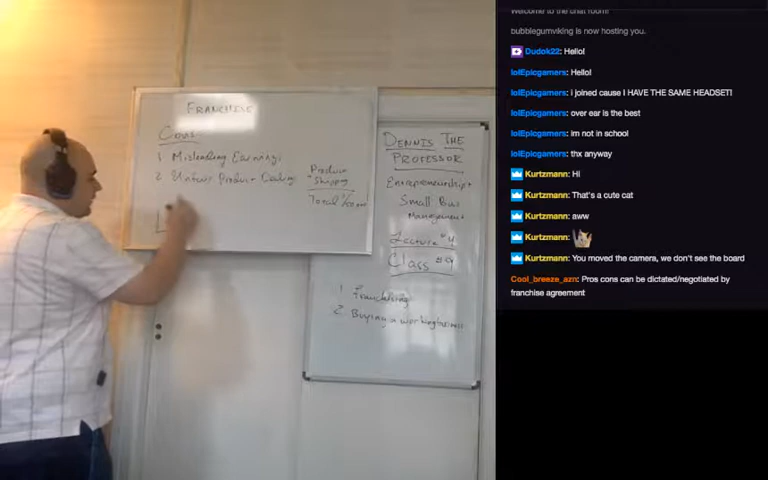 FRANCHISE
Cons
1 Misleading Earnings
2 Unfair Product Dealings
Product
+ Shipping
DENNIS THE
PROFESSOR
Entrepreneurship +
Small Bus
Management
Lecture #4
Class #9
1 Franchising
2 Buying a working business
Welcome to the chat room!
bubblegumviking is now hosting you.
Dudok22: Hello!
lolEpicgamers: Hello!
lolEpicgamers: i joined cause I HAVE THE SAME HEADSET!
lolEpicgamers: over ear is the best
lolEpicgamers: im not in school
lolEpicgamers: thx anyway
Kurtzmann: Hi
Kurtzmann: That's a cute cat
Kurtzmann: aww
Kurtzmann:
Kurtzmann: You moved the camera, we don't see the board
Cool_breeze_azn: Pros cons can be dictated/negotiated by
franchise agreement